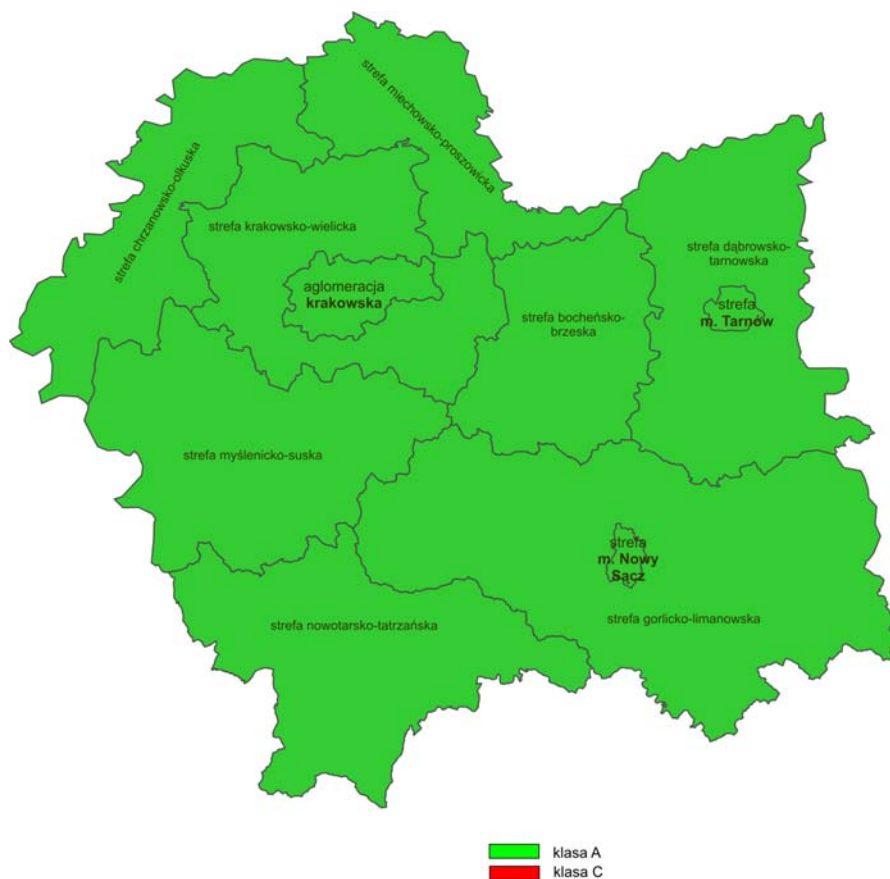 strefa miechowsko-proszowicka
strefa chrzanowsko-olkuska
strefa krakowsko-wielicka
strefa dąbrowsko-
tarnowska
aglomeracja
krakowska
strefa
m. Tarnów
strefa bocheńsko-
brzeska
strefa myślenicko-suska
strefa
m. Nowy
Sącz
strefa gorlicko-limanowska
strefa nowotarsko-tatrzańska
klasa A
klasa C